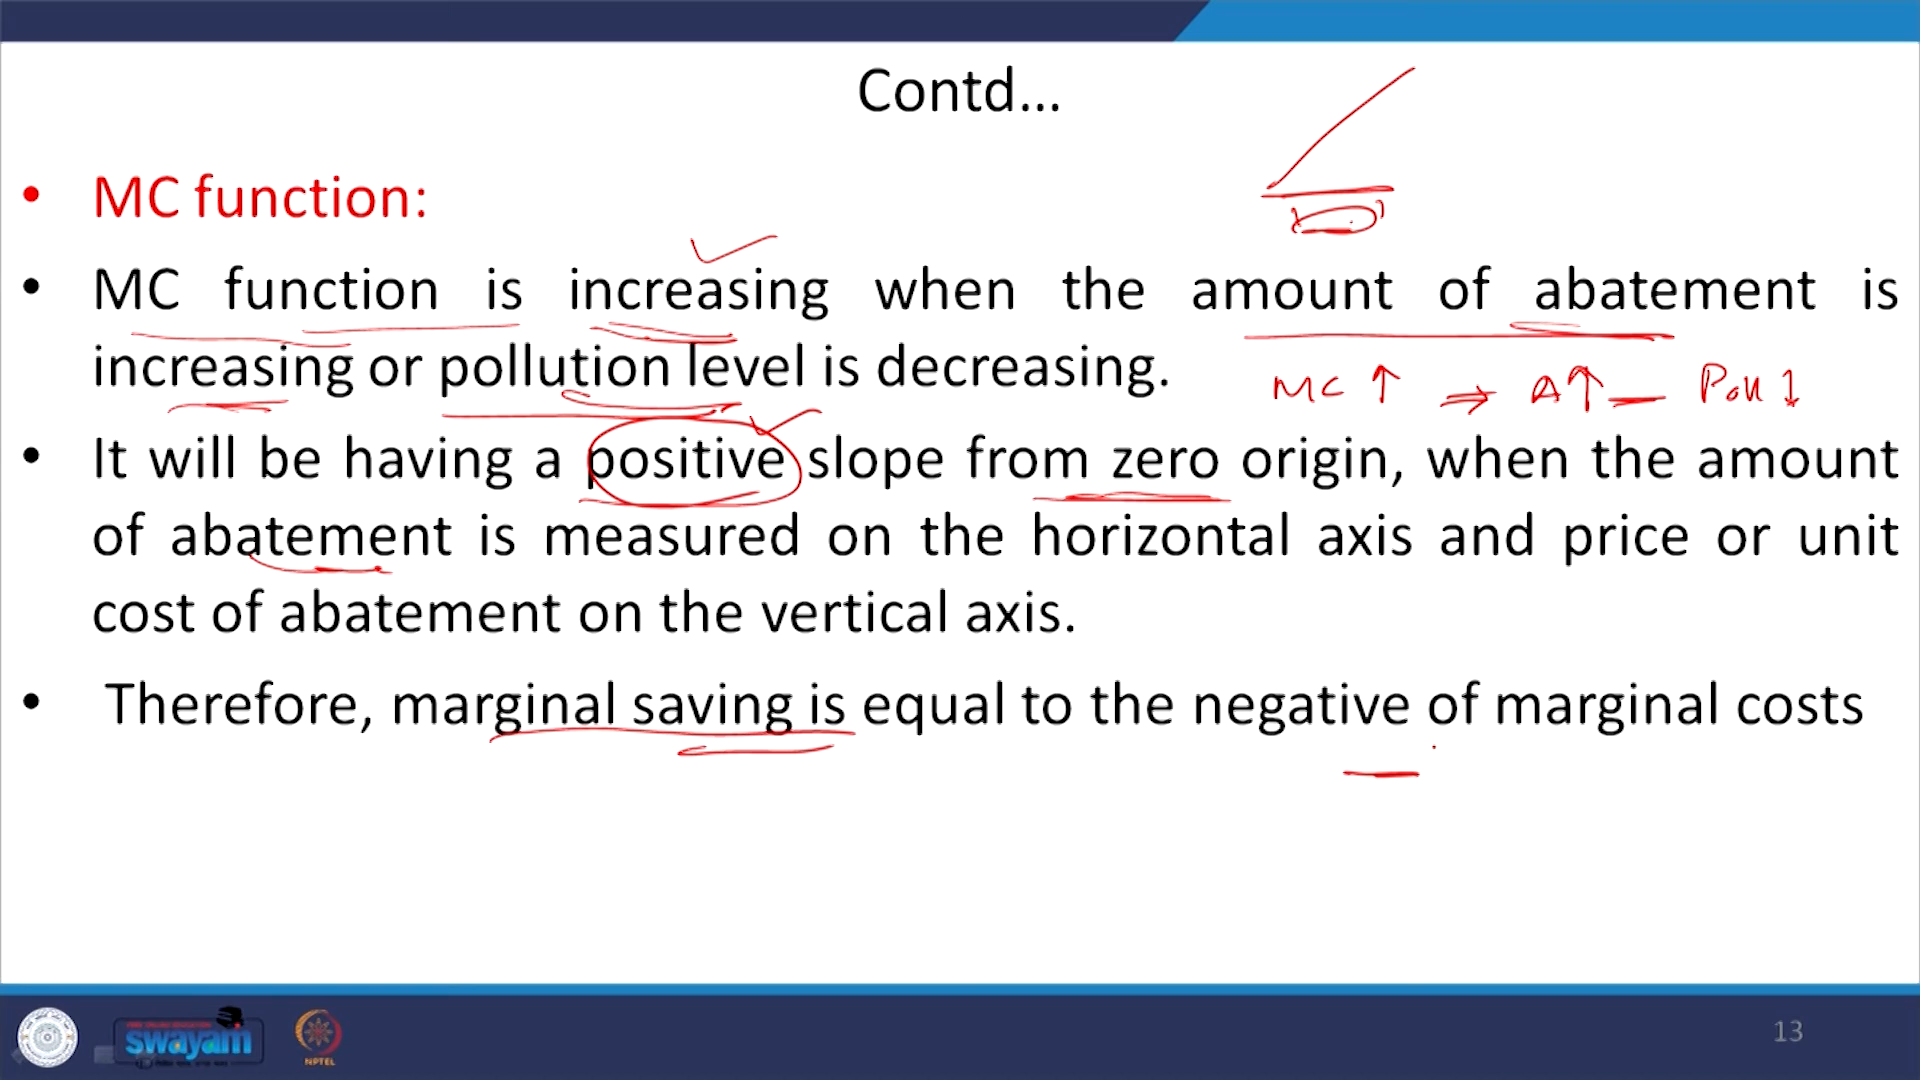 Contd...
• MC function:
• MC function is increasing when the amount of abatement is
increasing or pollution level is decreasing.
MC ↑ ⇒ A↑ — Poll ↓
• It will be having a positive slope from zero origin, when the amount
of abatement is measured on the horizontal axis and price or unit
cost of abatement on the vertical axis.
• Therefore, marginal saving is equal to the negative of marginal costs
swayam
NPTEL
13